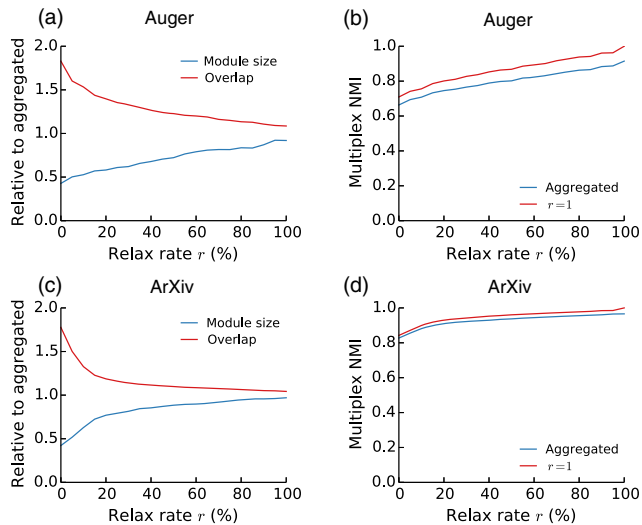 (a)
Auger
Relative to aggregated
2.0
1.5
1.0
0.5
0.0
Module size
Overlap
0
20
40
60
80
100
Relax rate r (%)
(b)
Auger
Multiplex NMI
1.0
0.8
0.6
0.4
0.2
0.0
Aggregated
r=1
0
20
40
60
80
100
Relax rate r (%)
(c)
ArXiv
Relative to aggregated
2.0
1.5
1.0
0.5
0.0
Module size
Overlap
0
20
40
60
80
100
Relax rate r (%)
(d)
ArXiv
Multiplex NMI
1.0
0.8
0.6
0.4
0.2
0.0
Aggregated
r=1
0
20
40
60
80
100
Relax rate r (%)